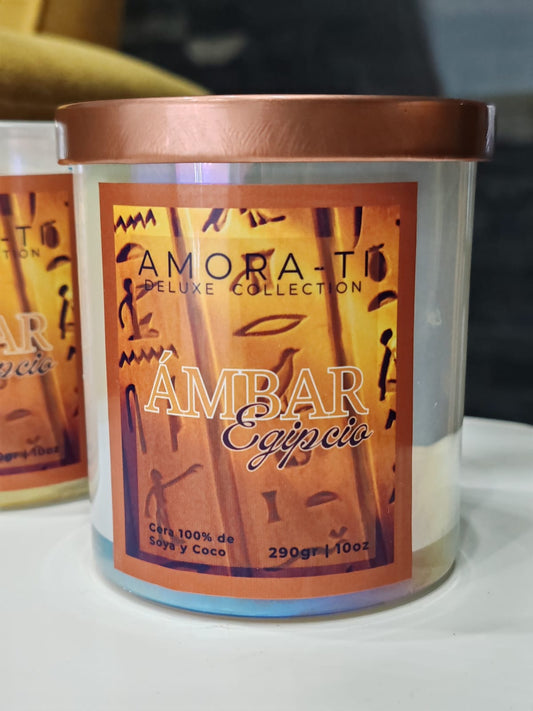 AMORA-TI
DELUXE COLLECTION
ÁMBAR
Egipcio
Cera 100% de
Soya y Coco
290gr | 10oz